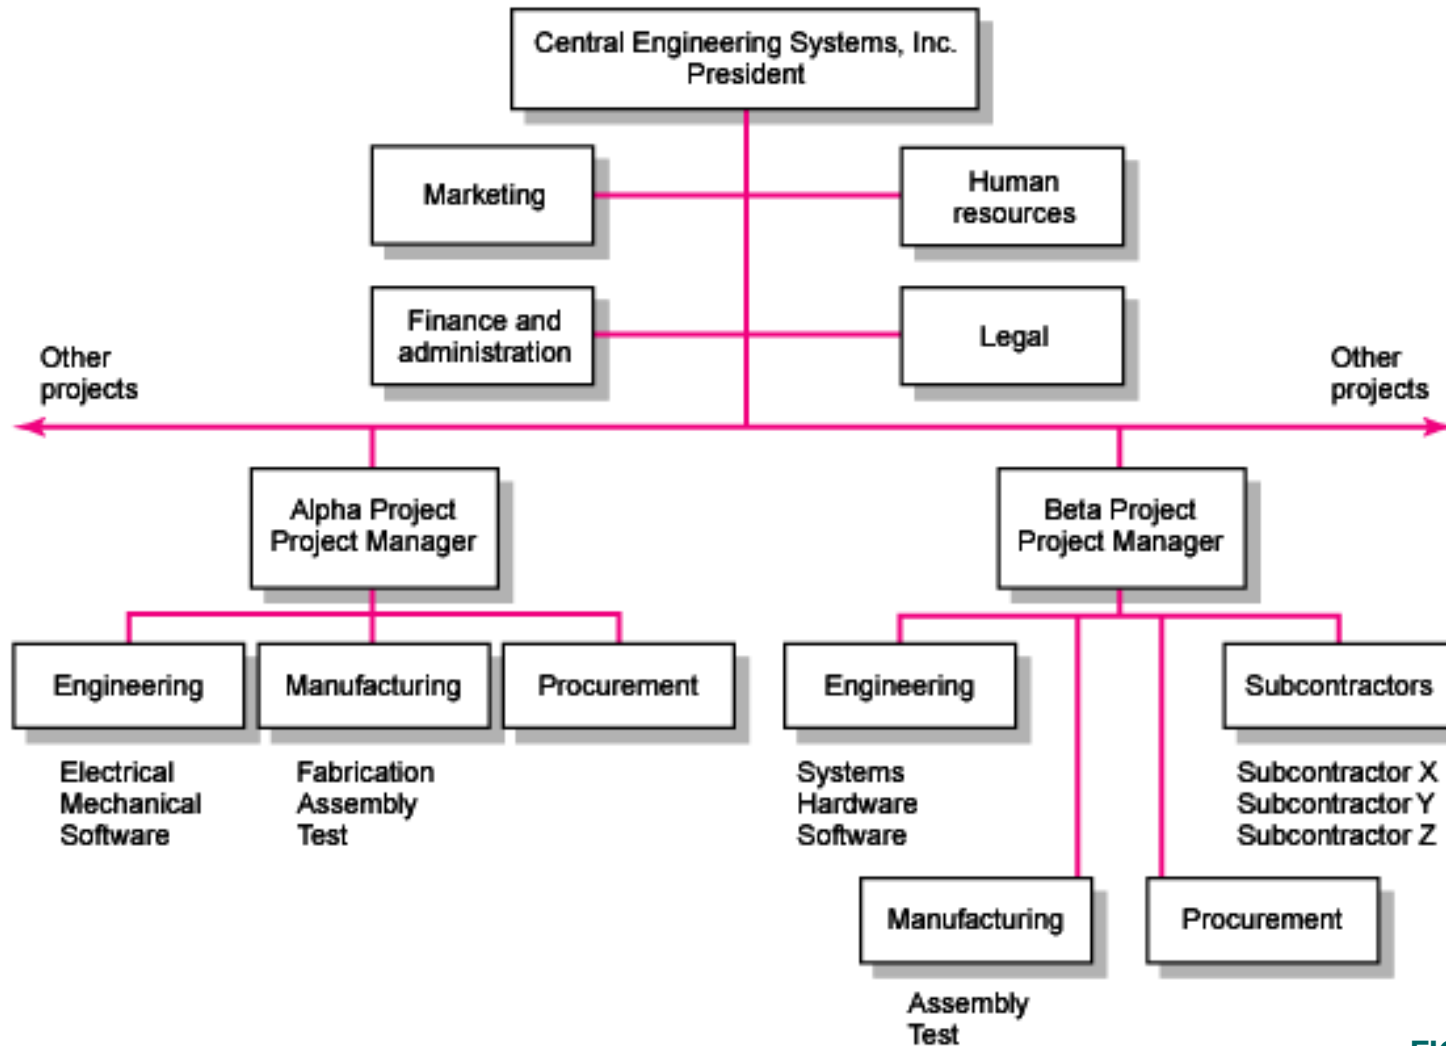 Central Engineering Systems, Inc.
President
Marketing
Human
resources
Finance and
administration
Legal
Other
projects
Other
projects
Alpha Project
Project Manager
Beta Project
Project Manager
Engineering
Manufacturing
Procurement
Engineering
Subcontractors
Electrical
Mechanical
Software
Fabrication
Assembly
Test
Systems
Hardware
Software
Subcontractor X
Subcontractor Y
Subcontractor Z
Manufacturing
Procurement
Assembly
Test